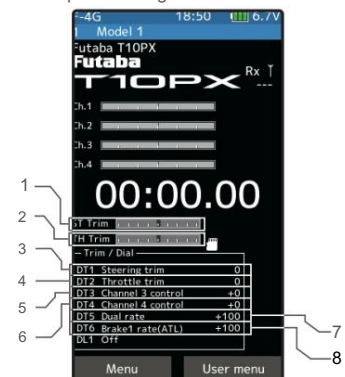 -4G 18:50 6.7V
Model 1
Futaba T10PX
Futaba
T10PX
Rx
---
Ch.1
Ch.2
Ch.3
Ch.4
00:00.00
1
ST Trim
2
TH Trim
Trim / Dial
3
DT1 Steering trim 0
4
DT2 Throttle trim 0
5
DT3 Channel 3 control +0
6
DT4 Channel 4 control +0
DT5 Dual rate +100
7
DT6 Brake1 rate(ATL) +100
8
DL1 Off
Menu User menu